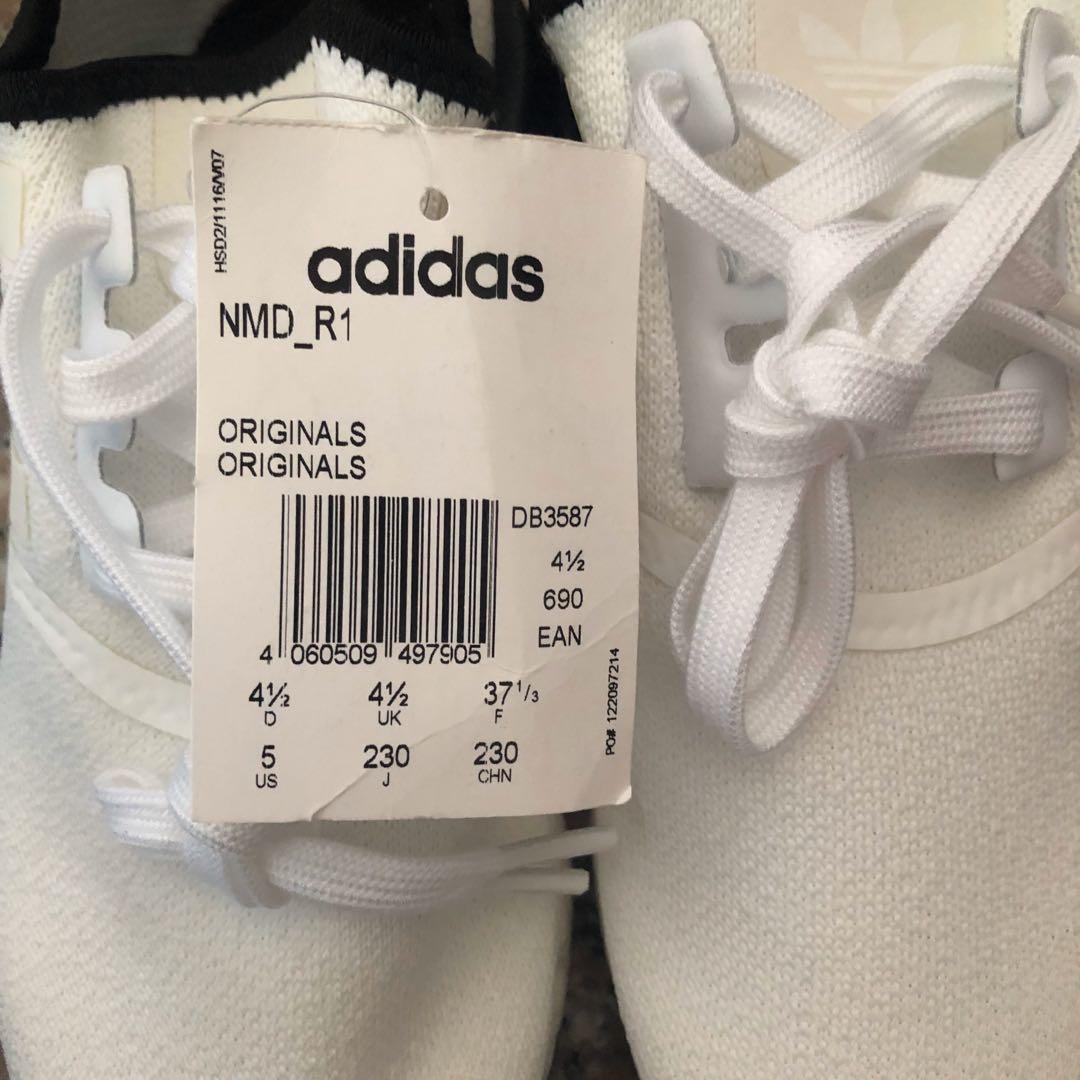 HSD2/1116/V07
adidas
NMD_R1
ORIGINALS
ORIGINALS
DB3587
4½
690
EAN
4 060509 497905
4½ 4½ 37 1/3
D UK F
5 230 230
US J CHN
PO# 122097214